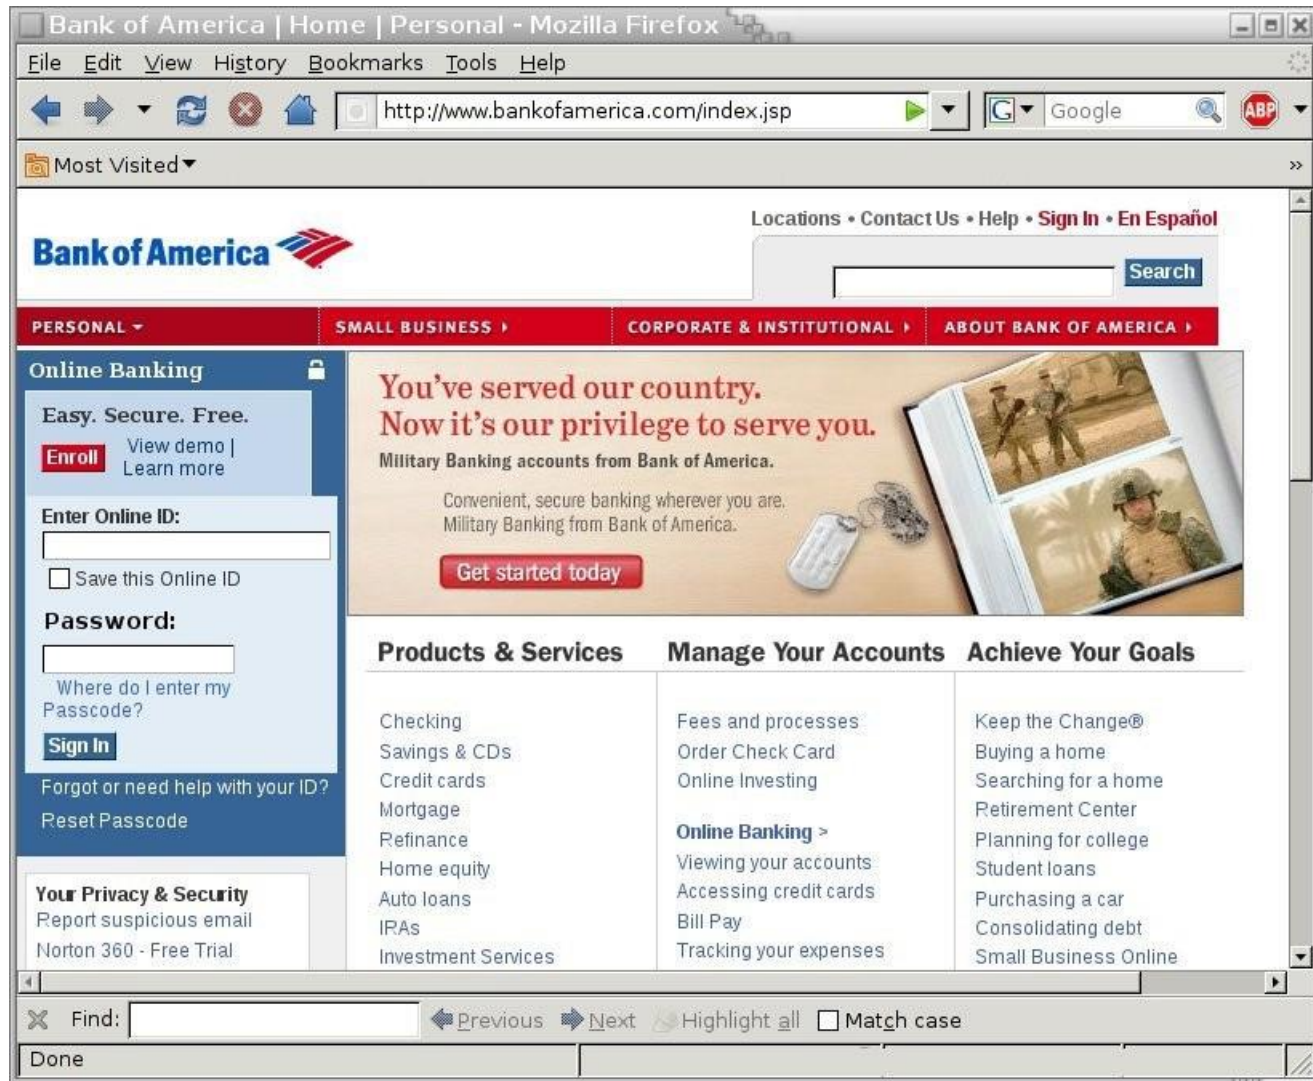 Bank of America | Home | Personal - Mozilla Firefox
File Edit View History Bookmarks Tools Help
http://www.bankofamerica.com/index.jsp
G Google ABP
Most Visited »
Locations • Contact Us • Help • Sign In • En Español
Bank of America
Search
PERSONAL SMALL BUSINESS CORPORATE & INSTITUTIONAL ABOUT BANK OF AMERICA
Online Banking
Easy. Secure. Free.
Enroll View demo |
Learn more
Enter Online ID:
Save this Online ID
Password:
Where do I enter my
Passcode?
Sign In
Forgot or need help with your ID?
Reset Passcode
Your Privacy & Security
Report suspicious email
Norton 360 - Free Trial
You've served our country.
Now it's our privilege to serve you.
Military Banking accounts from Bank of America.
Convenient, secure banking wherever you are.
Military Banking from Bank of America.
Get started today
Products & Services
Checking
Savings & CDs
Credit cards
Mortgage
Refinance
Home equity
Auto loans
IRAs
Investment Services
Manage Your Accounts
Fees and processes
Order Check Card
Online Investing
Online Banking >
Viewing your accounts
Accessing credit cards
Bill Pay
Tracking your expenses
Achieve Your Goals
Keep the Change®
Buying a home
Searching for a home
Retirement Center
Planning for college
Student loans
Purchasing a car
Consolidating debt
Small Business Online
Find: Previous Next Highlight all Match case
Done